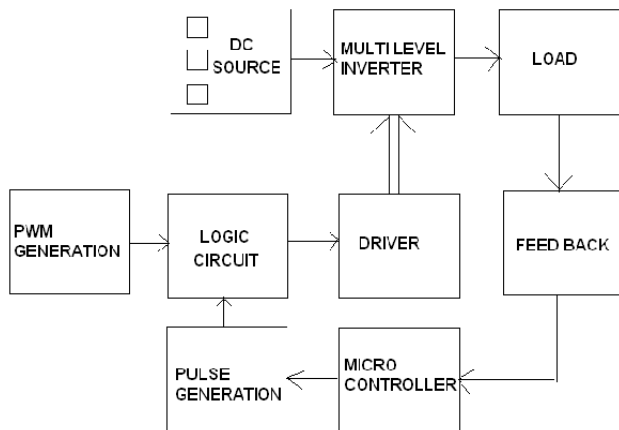 DC
SOURCE
MULTI LEVEL
INVERTER
LOAD
PWM
GENERATION
LOGIC
CIRCUIT
DRIVER
FEED BACK
PULSE
GENERATION
MICRO
CONTROLLER